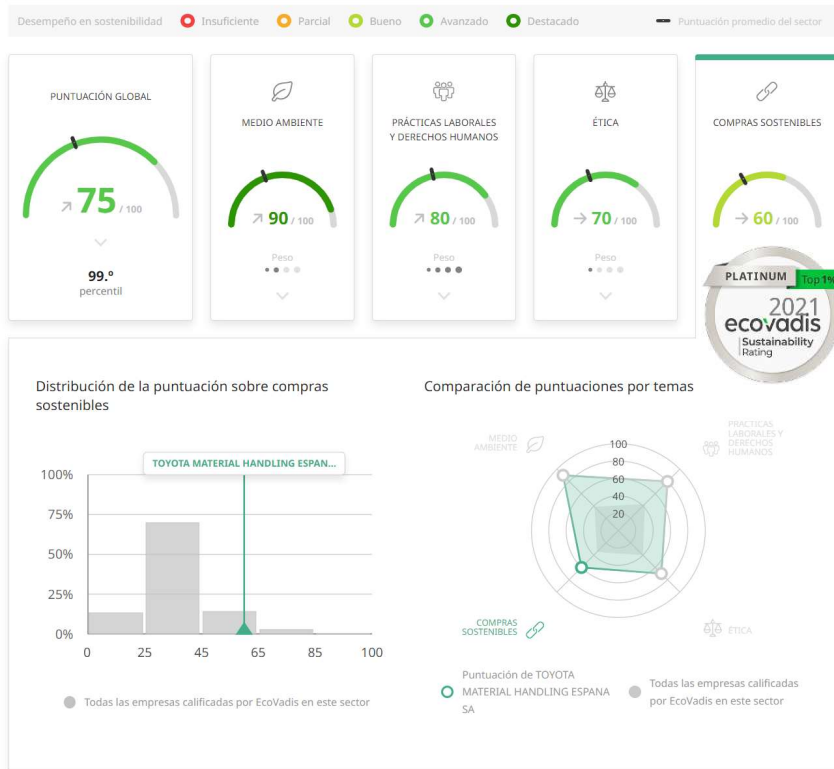 Desempeño en sostenibilidad Insuficiente Parcial Bueno Avanzado Destacado Puntuación promedio del sector
PUNTUACIÓN GLOBAL
75 / 100
99.º
percentil
MEDIO AMBIENTE
90 / 100
Peso
PRÁCTICAS LABORALES
Y DERECHOS HUMANOS
80 / 100
Peso
ÉTICA
70 / 100
Peso
COMPRAS SOSTENIBLES
60 / 100
PLATINUM Top 1%
2021
ecovadis
Sustainability
Rating
Distribución de la puntuación sobre compras
sostenibles
TOYOTA MATERIAL HANDLING ESPAN...
100%
75%
50%
25%
0%
0 25 45 65 85 100
Todas las empresas calificadas por EcoVadis en este sector
Comparación de puntuaciones por temas
MEDIO
AMBIENTE
PRÁCTICAS
LABORALES Y
DERECHOS
HUMANOS
100
80
60
40
20
COMPRAS
SOSTENIBLES
ÉTICA
Puntuación de TOYOTA
MATERIAL HANDLING ESPANA
SA
Todas las empresas calificadas
por EcoVadis en este sector